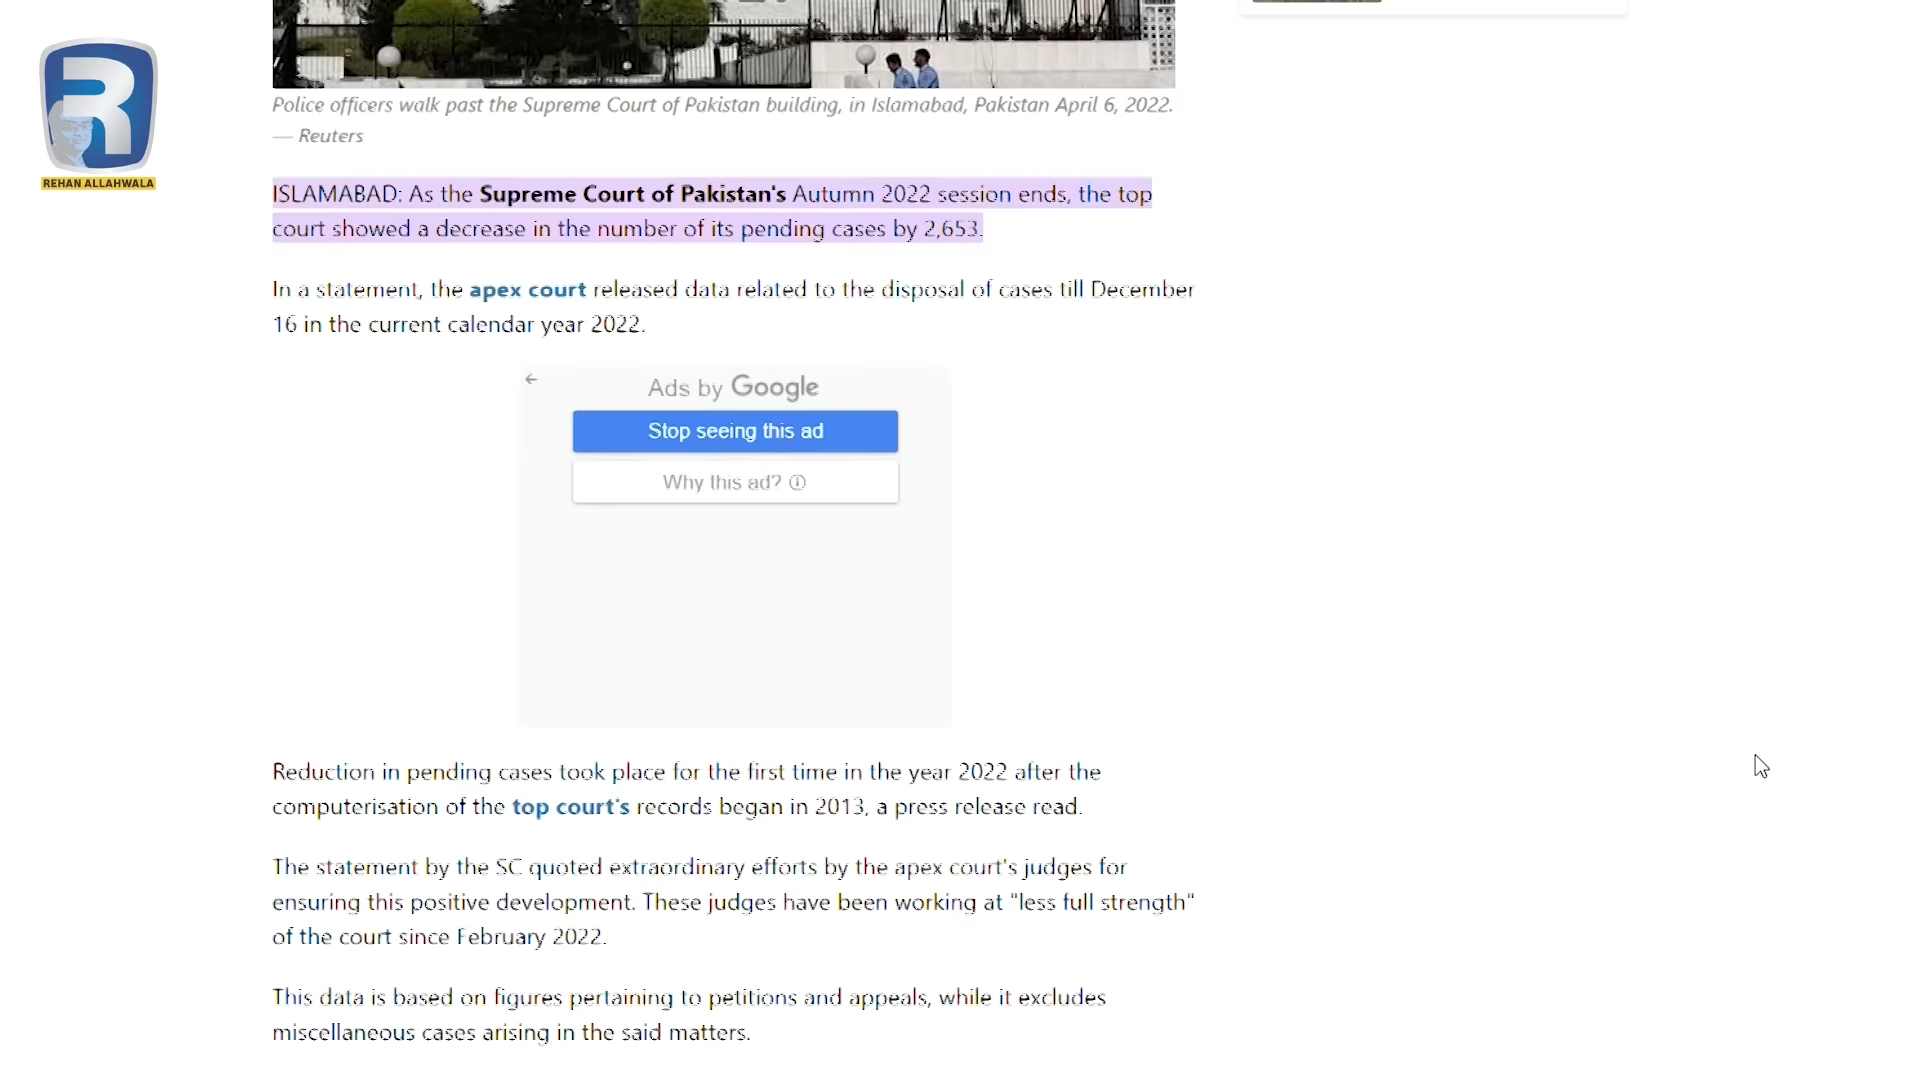 R
REHAN ALLAHWALA
Police officers walk past the Supreme Court of Pakistan building, in Islamabad, Pakistan April 6, 2022.
— Reuters
ISLAMABAD: As the Supreme Court of Pakistan's Autumn 2022 session ends, the top
court showed a decrease in the number of its pending cases by 2,653.
In a statement, the apex court released data related to the disposal of cases till December
16 in the current calendar year 2022.
Ads by Google
Stop seeing this ad
Why this ad?
Reduction in pending cases took place for the first time in the year 2022 after the
computerisation of the top court's records began in 2013, a press release read.
The statement by the SC quoted extraordinary efforts by the apex court's judges for
ensuring this positive development. These judges have been working at "less full strength"
of the court since February 2022.
This data is based on figures pertaining to petitions and appeals, while it excludes
miscellaneous cases arising in the said matters.